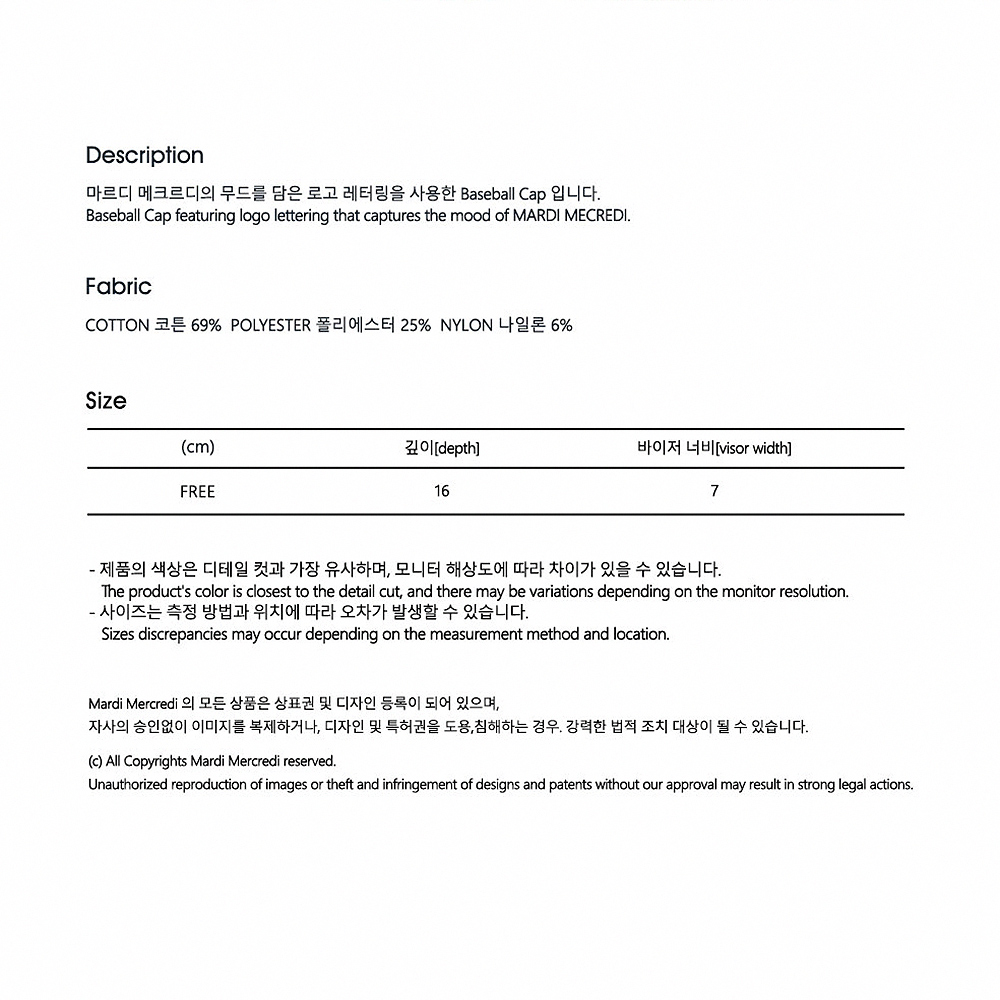 Description
마르디 메크르디의 무드를 담은 로고 레터링을 사용한 Baseball Cap 입니다.
Baseball Cap featuring logo lettering that captures the mood of MARDI MECREDI.
Fabric
COTTON 코튼 69% POLYESTER 폴리에스터 25% NYLON 나일론 6%
Size
(cm) 깊이[depth] 바이저 너비[visor width]
FREE 16 7
- 제품의 색상은 디테일 컷과 가장 유사하며, 모니터 해상도에 따라 차이가 있을 수 있습니다.
The product's color is closest to the detail cut, and there may be variations depending on the monitor resolution.
- 사이즈는 측정 방법과 위치에 따라 오차가 발생할 수 있습니다.
Sizes discrepancies may occur depending on the measurement method and location.
Mardi Mercredi 의 모든 상품은 상표권 및 디자인 등록이 되어 있으며,
자사의 승인없이 이미지를 복제하거나, 디자인 및 특허권을 도용,침해하는 경우. 강력한 법적 조치 대상이 될 수 있습니다.
(c) All Copyrights Mardi Mercredi reserved.
Unauthorized reproduction of images or theft and infringement of designs and patents without our approval may result in strong legal actions.